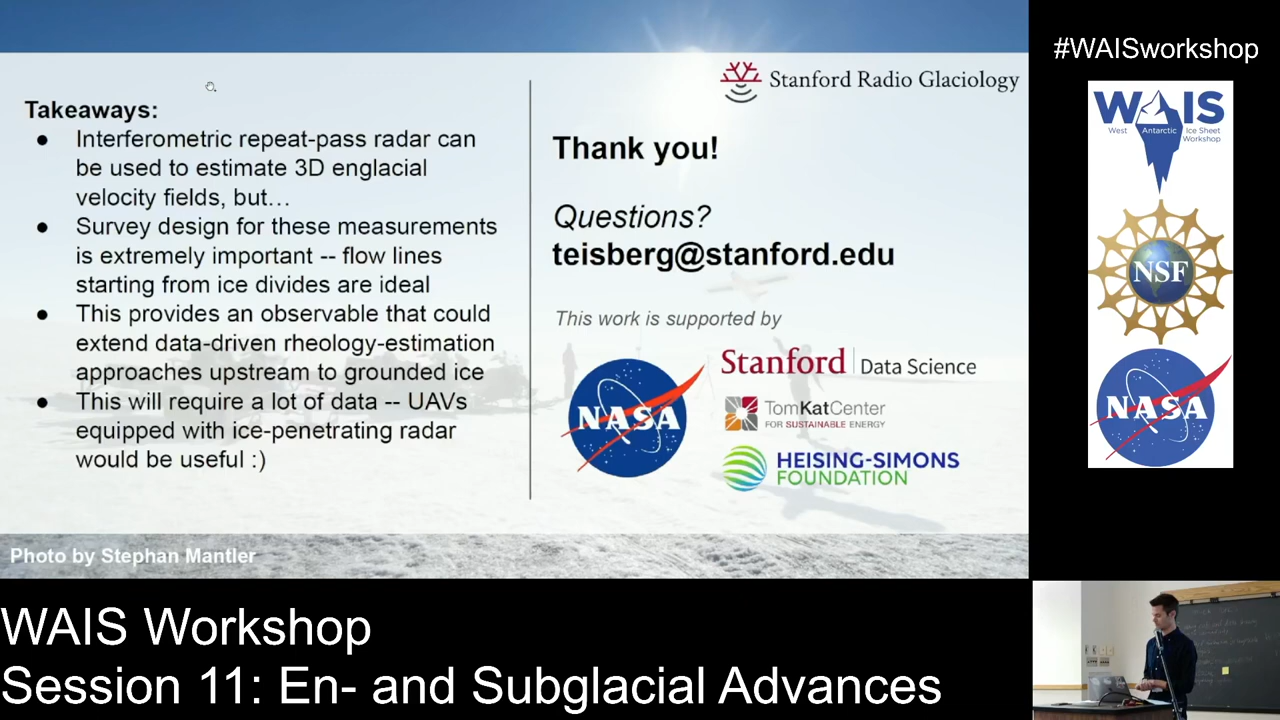 Stanford Radio Glaciology
Takeaways:
● Interferometric repeat-pass radar can
be used to estimate 3D englacial
velocity fields, but…
● Survey design for these measurements
is extremely important -- flow lines
starting from ice divides are ideal
● This provides an observable that could
extend data-driven rheology-estimation
approaches upstream to grounded ice
● This will require a lot of data -- UAVs
equipped with ice-penetrating radar
would be useful :)
Thank you!
Questions?
teisberg@stanford.edu
This work is supported by
NASA
Stanford | Data Science
TomKatCenter
FOR SUSTAINABLE ENERGY
HEISING-SIMONS
FOUNDATION
Photo by Stephan Mantler
#WAISworkshop
WAIS
West Antarctic Ice Sheet
Workshop
NSF
NASA
WAIS Workshop
Session 11: En- and Subglacial Advances